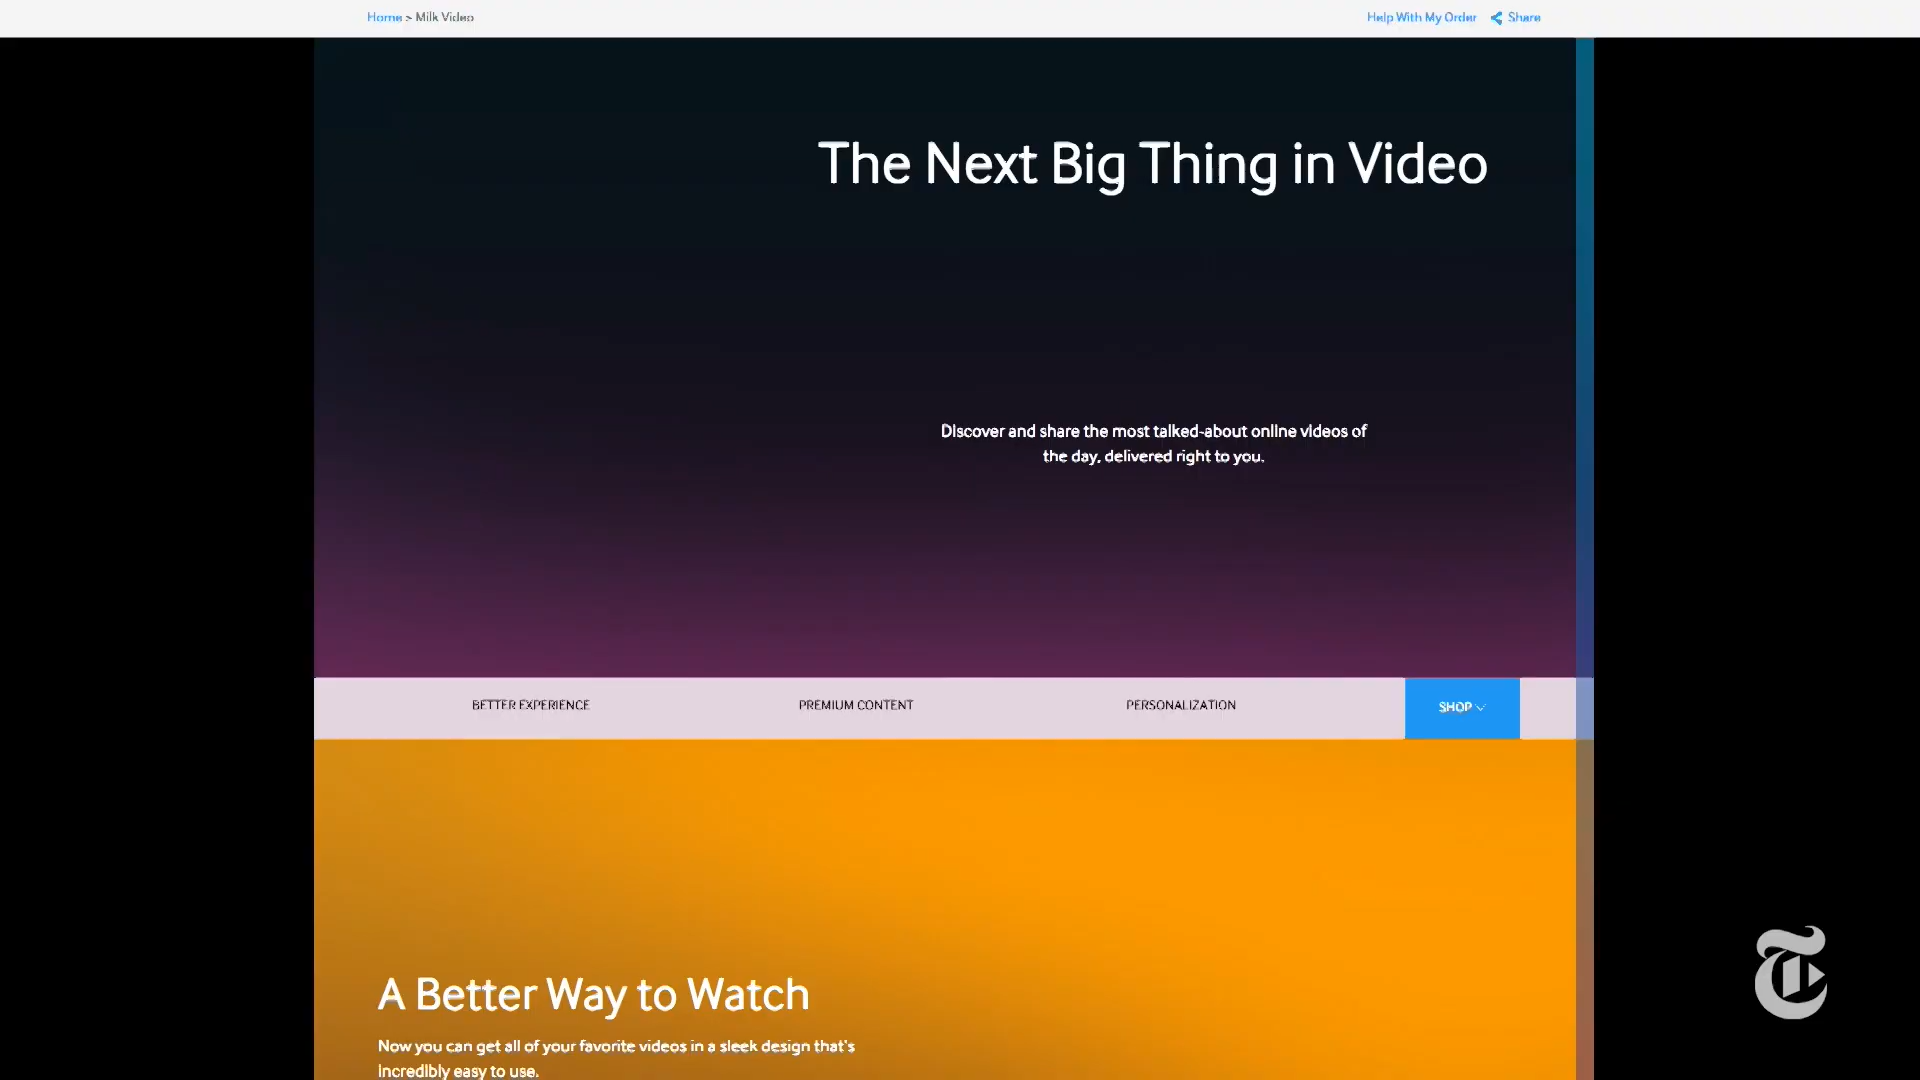 Home > Milk Video
Help With My Order
Share
The Next Big Thing in Video
Discover and share the most talked-about online videos of
the day, delivered right to you.
BETTER EXPERIENCE
PREMIUM CONTENT
PERSONALIZATION
SHOP
A Better Way to Watch
Now you can get all of your favorite videos in a sleek design that's
incredibly easy to use.
T